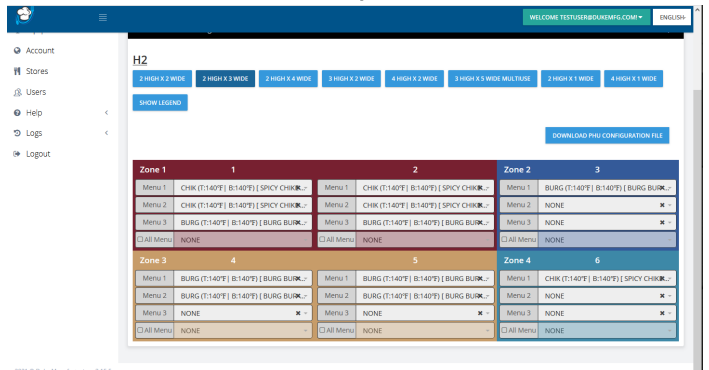 WELCOME TESTUSER@DUKEMFG.COM!
ENGLISH
Account
Stores
Users
Help
Logs
Logout
H2
2 HIGH X 2 WIDE
2 HIGH X 3 WIDE
2 HIGH X 4 WIDE
3 HIGH X 2 WIDE
4 HIGH X 2 WIDE
3 HIGH X 5 WIDE MULTIUSE
2 HIGH X 1 WIDE
4 HIGH X 1 WIDE
SHOW LEGEND
DOWNLOAD PHU CONFIGURATION FILE
Zone 1 1 2 Zone 2 3
Menu 1 CHIK (T:140°F| B:140°F) [ SPICY CHIK Menu 1 CHIK (T:140°F| B:140°F) [ SPICY CHIK Menu 1 BURG (T:140°F| B:140°F) [ BURG BUR
Menu 2 CHIK (T:140°F| B:140°F) [ SPICY CHIK Menu 2 CHIK (T:140°F| B:140°F) [ SPICY CHIK Menu 2 NONE
Menu 3 BURG (T:140°F| B:140°F) [ BURG BUR Menu 3 BURG (T:140°F| B:140°F) [ BURG BUR Menu 3 NONE
All Menu NONE All Menu NONE All Menu NONE
Zone 3 4 5 Zone 4 6
Menu 1 BURG (T:140°F| B:140°F) [ BURG BUR Menu 1 BURG (T:140°F| B:140°F) [ BURG BUR Menu 1 CHIK (T:140°F| B:140°F) [ SPICY CHIK
Menu 2 BURG (T:140°F| B:140°F) [ BURG BUR Menu 2 BURG (T:140°F| B:140°F) [ BURG BUR Menu 2 NONE
Menu 3 NONE Menu 3 NONE Menu 3 NONE
All Menu NONE All Menu NONE All Menu NONE